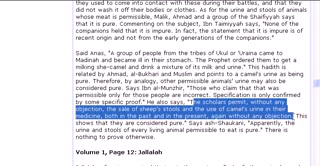 they used to come into contact with these during their battles, and that they
did not wash it off their bodies or clothes. As for the urine and stools of animals
whose meat is permissible, Malik, Ahmad and a group of the Shaifiyyah says
that it is pure. Commenting on the subject, Ibn Taimiyyah says, "None of the
companions held that it is impure. In fact, the statement that it is impure is of
recent origin and not from the early generations of the companions."
Said Anas, "A group of people from the tribes of Ukul or 'Uraina came to
Madinah and became ill in their stomach. The Prophet ordered them to get a
milking she-camel and drink a mixture of its milk and urine." This hadith is
related by Ahmad, al-Bukhari and Muslim and points to a camel's urine as being
pure. Therefore, by analogy, other permissible animals' urine may also be
considered pure. Says Ibn al-Munzhir, "Those who claim that that was
permissible only for those people are incorrect. Specification is only confirmed
by some specific proof." He also says, "The scholars permit, without any
objection, the sale of sheep's stools and the use of camel's urine in their
medicine, both in the past and in the present, again without any objection. This
shows that they are considered pure." Says ash-Shaukani, "Apparently, the
urine and stools of every living animal permissible to eat is pure." There is
nothing to prove otherwise.
Volume 1, Page 12: Jallalah